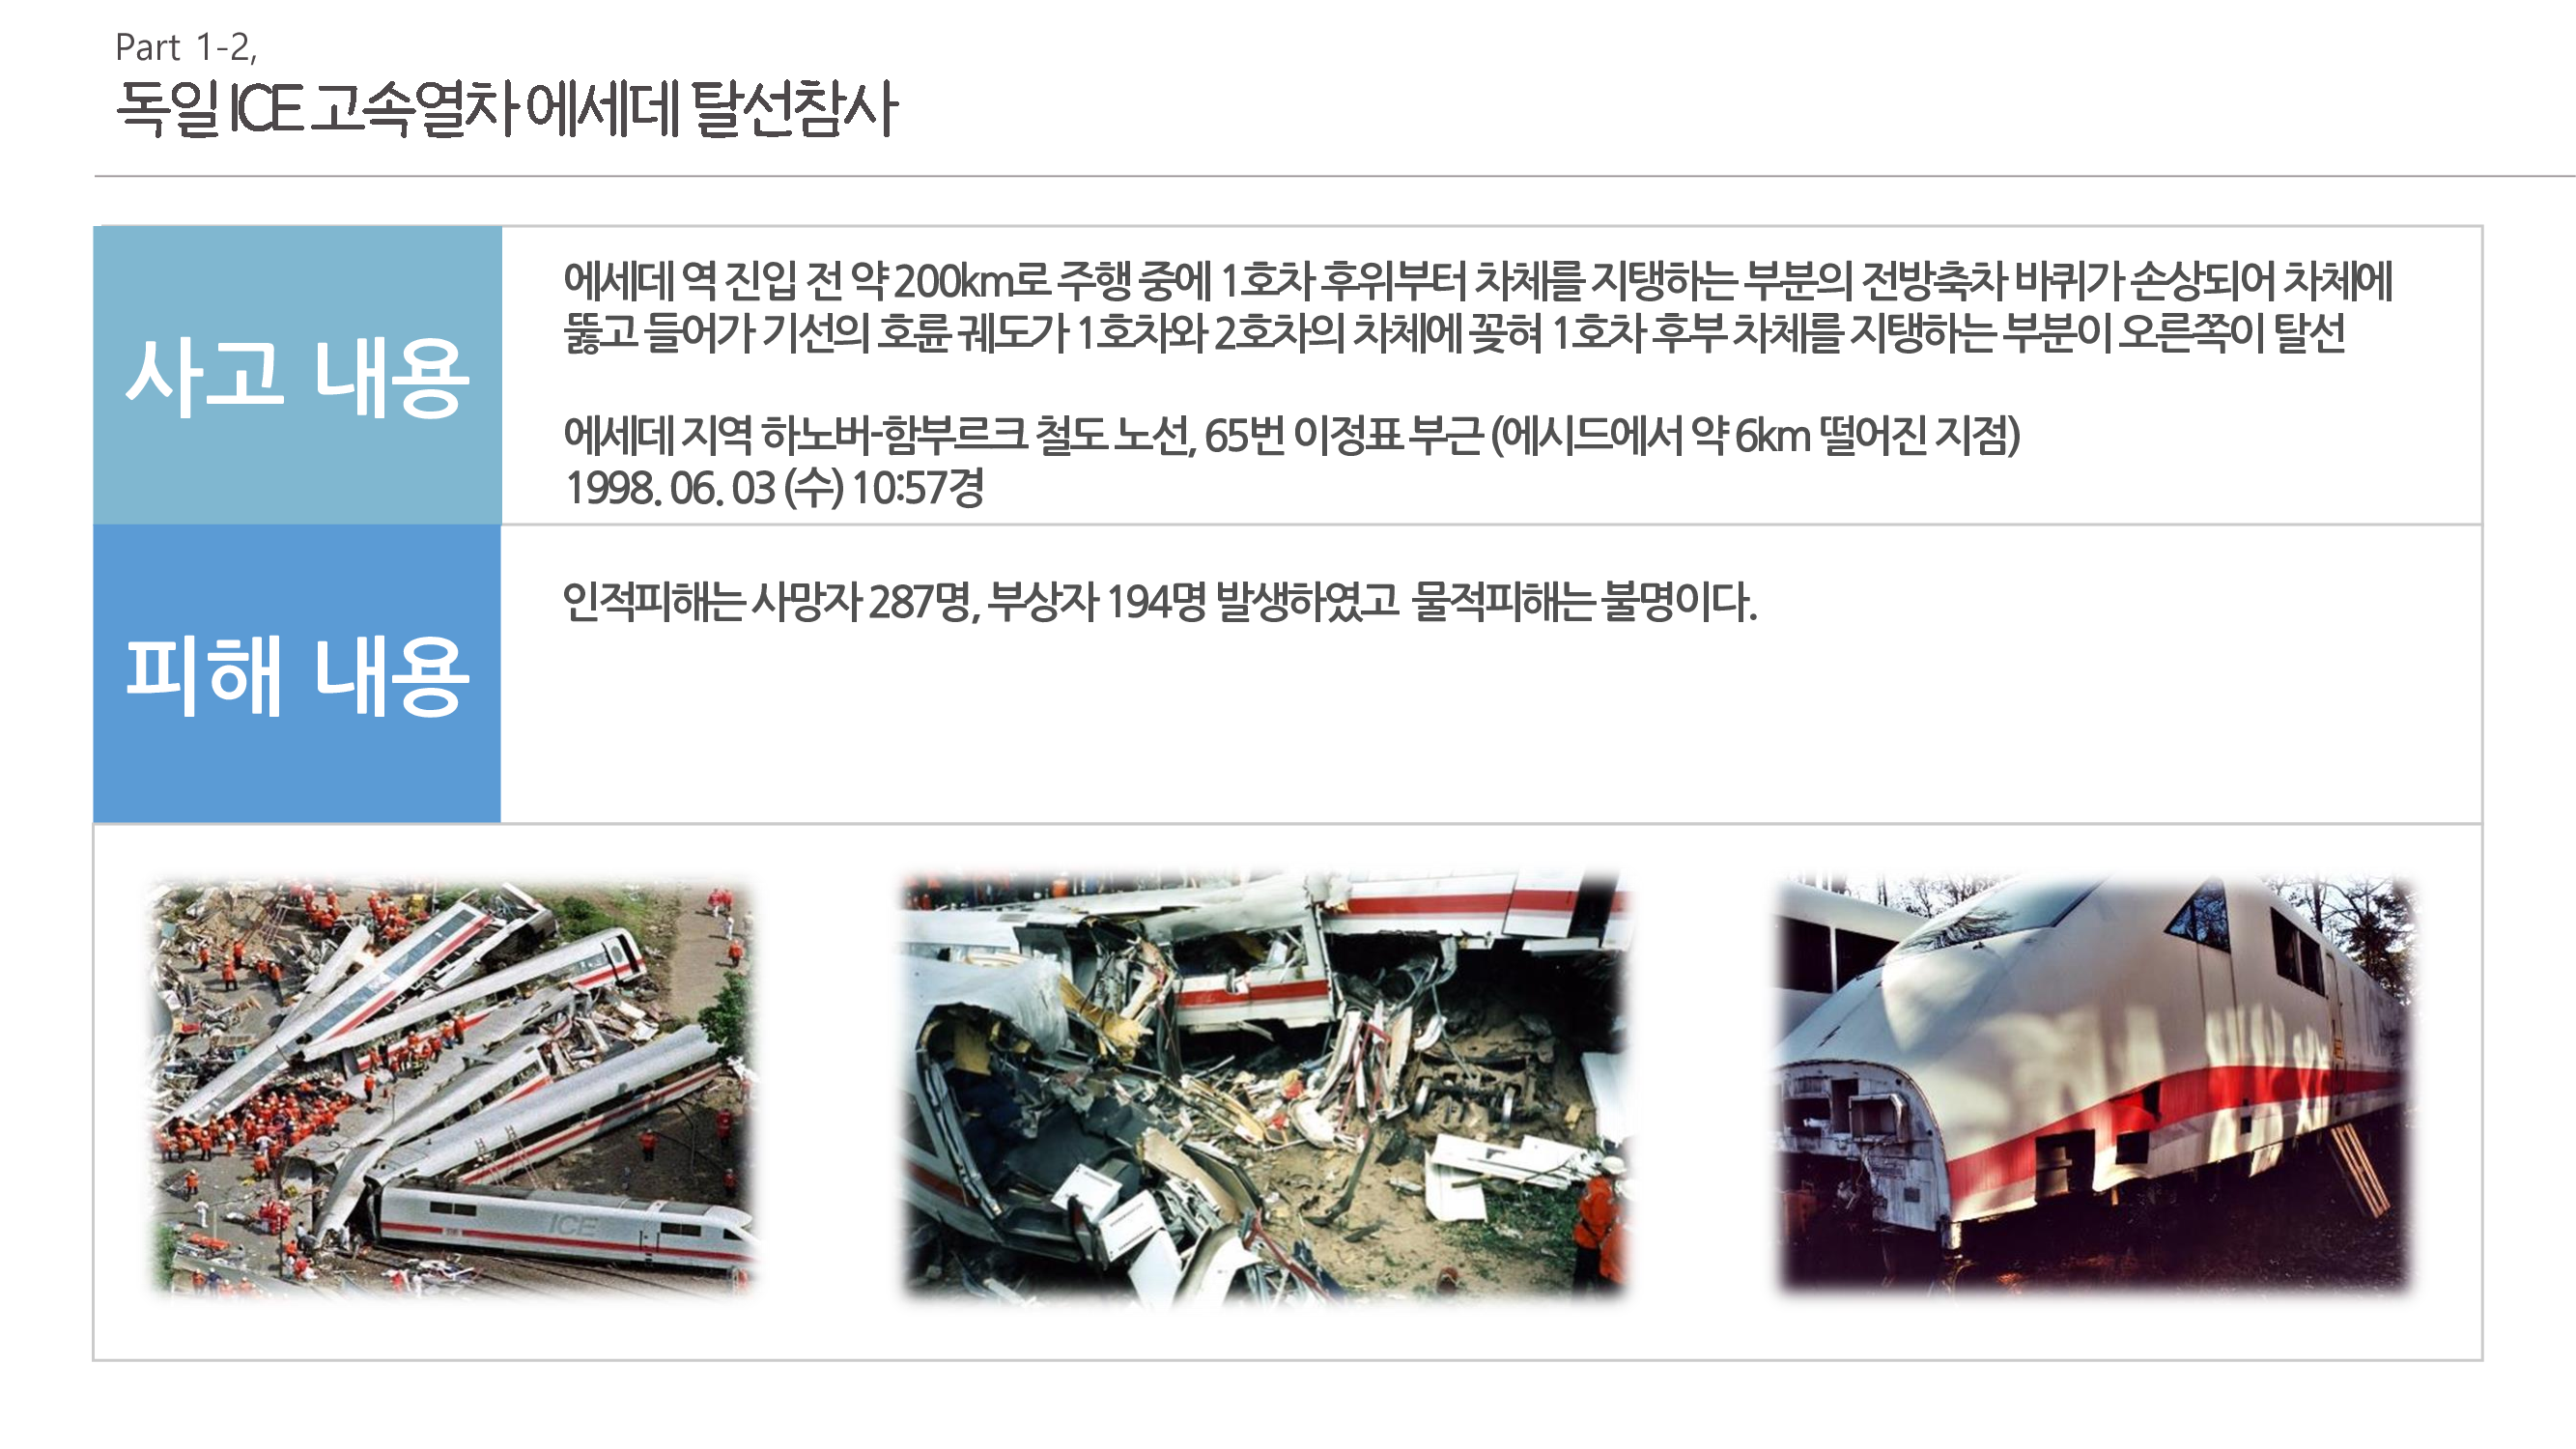 Part 1-2,
독일 ICE 고속열차 에세데 탈선참사
사고 내용
에세데 역 진입 전 약 200km로 주행 중에 1호차 후위부터 차체를 지탱하는 부분의 전방축차 바퀴가 손상되어 차체에
뚫고 들어가 기선의 호륜 궤도가 1호차와 2호차의 차체에 꽂혀 1호차 후부 차체를 지탱하는 부분이 오른쪽이 탈선
에세데 지역 하노버-함부르크 철도 노선, 65번 이정표 부근 (에시드에서 약 6km 떨어진 지점)
1998. 06. 03 (수) 10:57경
피해 내용
인적피해는 사망자 287명, 부상자 194명 발생하였고 물적피해는 불명이다.
ICE